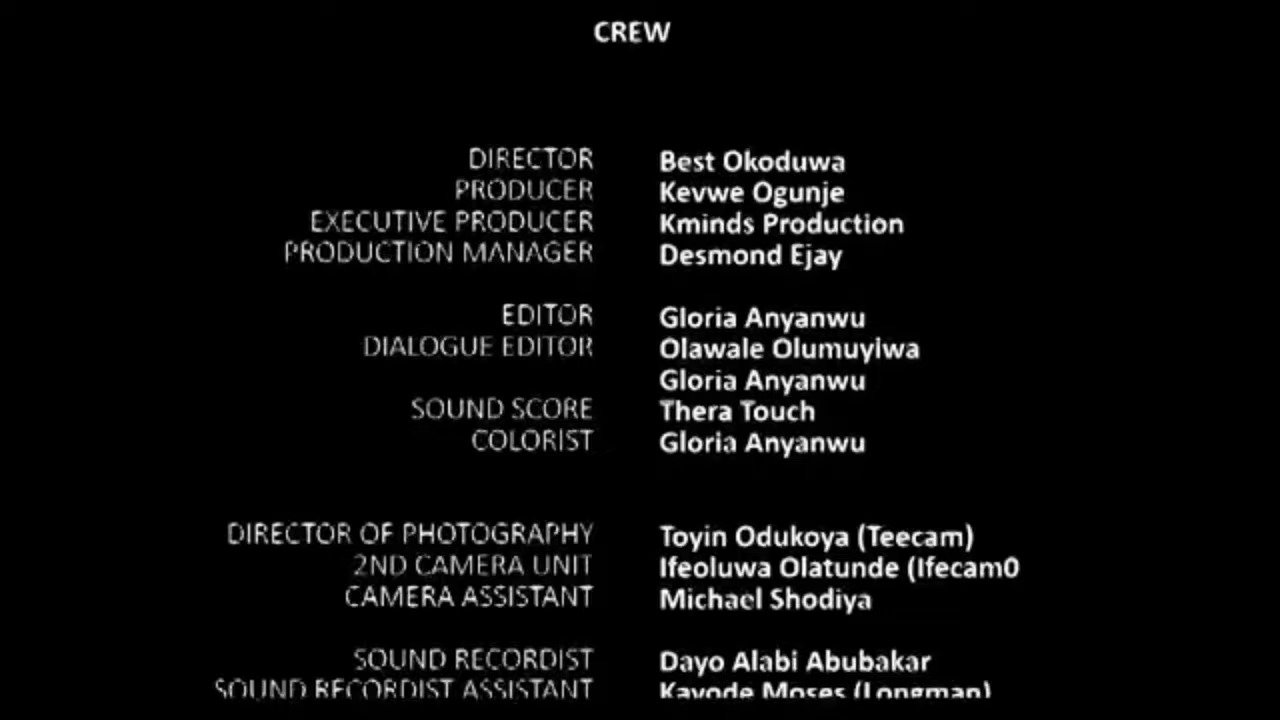 CREW
DIRECTOR Best Okoduwa
PRODUCER Kevwe Ogunje
EXECUTIVE PRODUCER Kminds Production
PRODUCTION MANAGER Desmond Ejay
EDITOR Gloria Anyanwu
DIALOGUE EDITOR Olawale Olumuyiwa
Gloria Anyanwu
SOUND SCORE Thera Touch
COLORIST Gloria Anyanwu
DIRECTOR OF PHOTOGRAPHY Toyin Odukoya (Teecam)
2ND CAMERA UNIT Ifeoluwa Olatunde (Ifecam0
CAMERA ASSISTANT Michael Shodiya
SOUND RECORDIST Dayo Alabi Abubakar
SOUND RECORDIST ASSISTANT Kayode Moses (Longman)